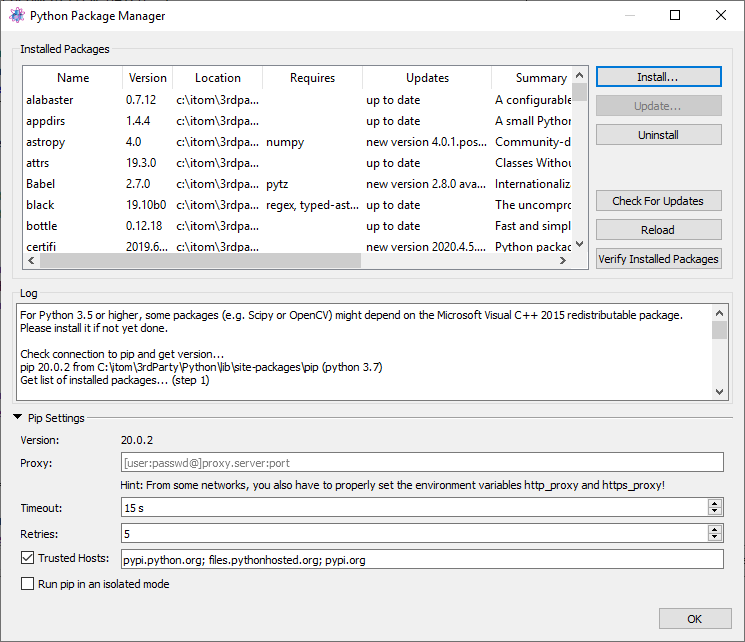 Python Package Manager
Installed Packages
Name Version Location Requires Updates Summary
alabaster 0.7.12 c:\itom\3rdpa... up to date A configurable
appdirs 1.4.4 c:\itom\3rdpa... up to date A small Python
astropy 4.0 c:\itom\3rdpa... numpy new version 4.0.1.pos... Community-d
attrs 19.3.0 c:\itom\3rdpa... up to date Classes Withou
Babel 2.7.0 c:\itom\3rdpa... pytz new version 2.8.0 ava... Internationaliza
black 19.10b0 c:\itom\3rdpa... regex, typed-ast... up to date The uncompro
bottle 0.12.18 c:\itom\3rdpa... up to date Fast and simpl
certifi 2019.6... c:\itom\3rdpa... new version 2020.4.5.... Python packag
Install...
Update...
Uninstall
Check For Updates
Reload
Verify Installed Packages
Log
For Python 3.5 or higher, some packages (e.g. Scipy or OpenCV) might depend on the Microsoft Visual C++ 2015 redistributable package.
Please install it if not yet done.
Check connection to pip and get version...
pip 20.0.2 from C:\itom\3rdParty\Python\lib\site-packages\pip (python 3.7)
Get list of installed packages... (step 1)
Pip Settings
Version: 20.0.2
Proxy: [user:passwd@]proxy.server:port
Hint: From some networks, you also have to properly set the environment variables http_proxy and https_proxy!
Timeout: 15 s
Retries: 5
Trusted Hosts: pypi.python.org; files.pythonhosted.org; pypi.org
Run pip in an isolated mode
OK